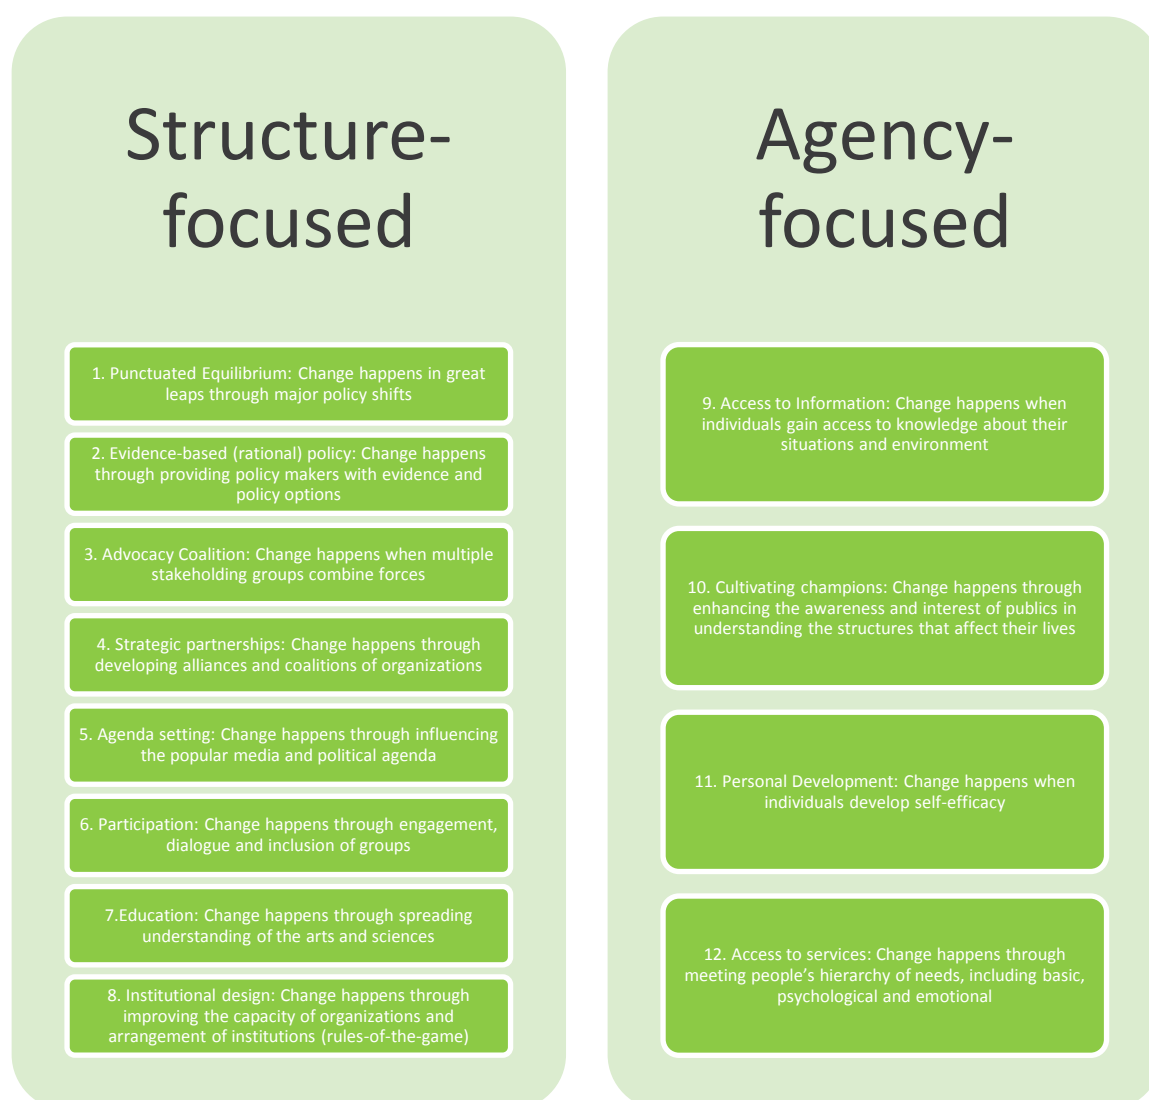 Structure-
focused
1. Punctuated Equilibrium: Change happens in great
leaps through major policy shifts
2. Evidence-based (rational) policy: Change happens
through providing policy makers with evidence and
policy options
3. Advocacy Coalition: Change happens when multiple
stakeholding groups combine forces
4. Strategic partnerships: Change happens through
developing alliances and coalitions of organizations
5. Agenda setting: Change happens through influencing
the popular media and political agenda
6. Participation: Change happens through engagement,
dialogue and inclusion of groups
7.Education: Change happens through spreading
understanding of the arts and sciences
8. Institutional design: Change happens through
improving the capacity of organizations and
arrangement of institutions (rules-of-the-game)
Agency-
focused
9. Access to Information: Change happens when
individuals gain access to knowledge about their
situations and environment
10. Cultivating champions: Change happens through
enhancing the awareness and interest of publics in
understanding the structures that affect their lives
11. Personal Development: Change happens when
individuals develop self-efficacy
12. Access to services: Change happens through
meeting people’s hierarchy of needs, including basic,
psychological and emotional